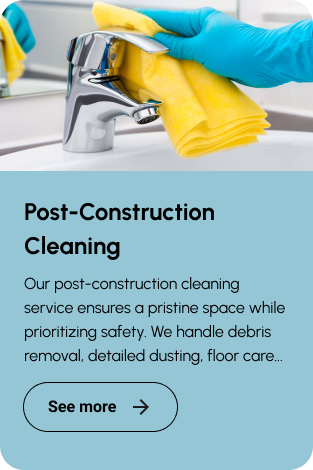 Post-Construction
Cleaning
Our post-construction cleaning
service ensures a pristine space while
prioritizing safety. We handle debris
removal, detailed dusting, floor care...
See more →